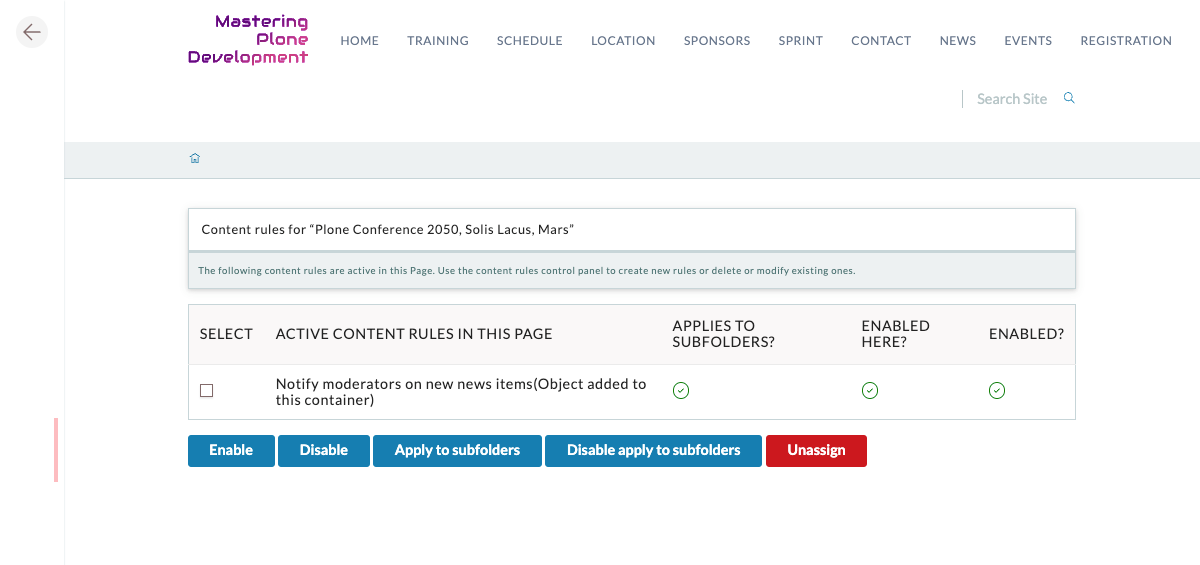 Mastering
Plone
Development
HOME TRAINING SCHEDULE LOCATION SPONSORS SPRINT CONTACT NEWS EVENTS REGISTRATION
Search Site
Content rules for “Plone Conference 2050, Solis Lacus, Mars”
The following content rules are active in this Page. Use the content rules control panel to create new rules or delete or modify existing ones.
SELECT ACTIVE CONTENT RULES IN THIS PAGE APPLIES TO SUBFOLDERS? ENABLED HERE? ENABLED?
Notify moderators on new news items(Object added to
this container)
Enable Disable Apply to subfolders Disable apply to subfolders Unassign